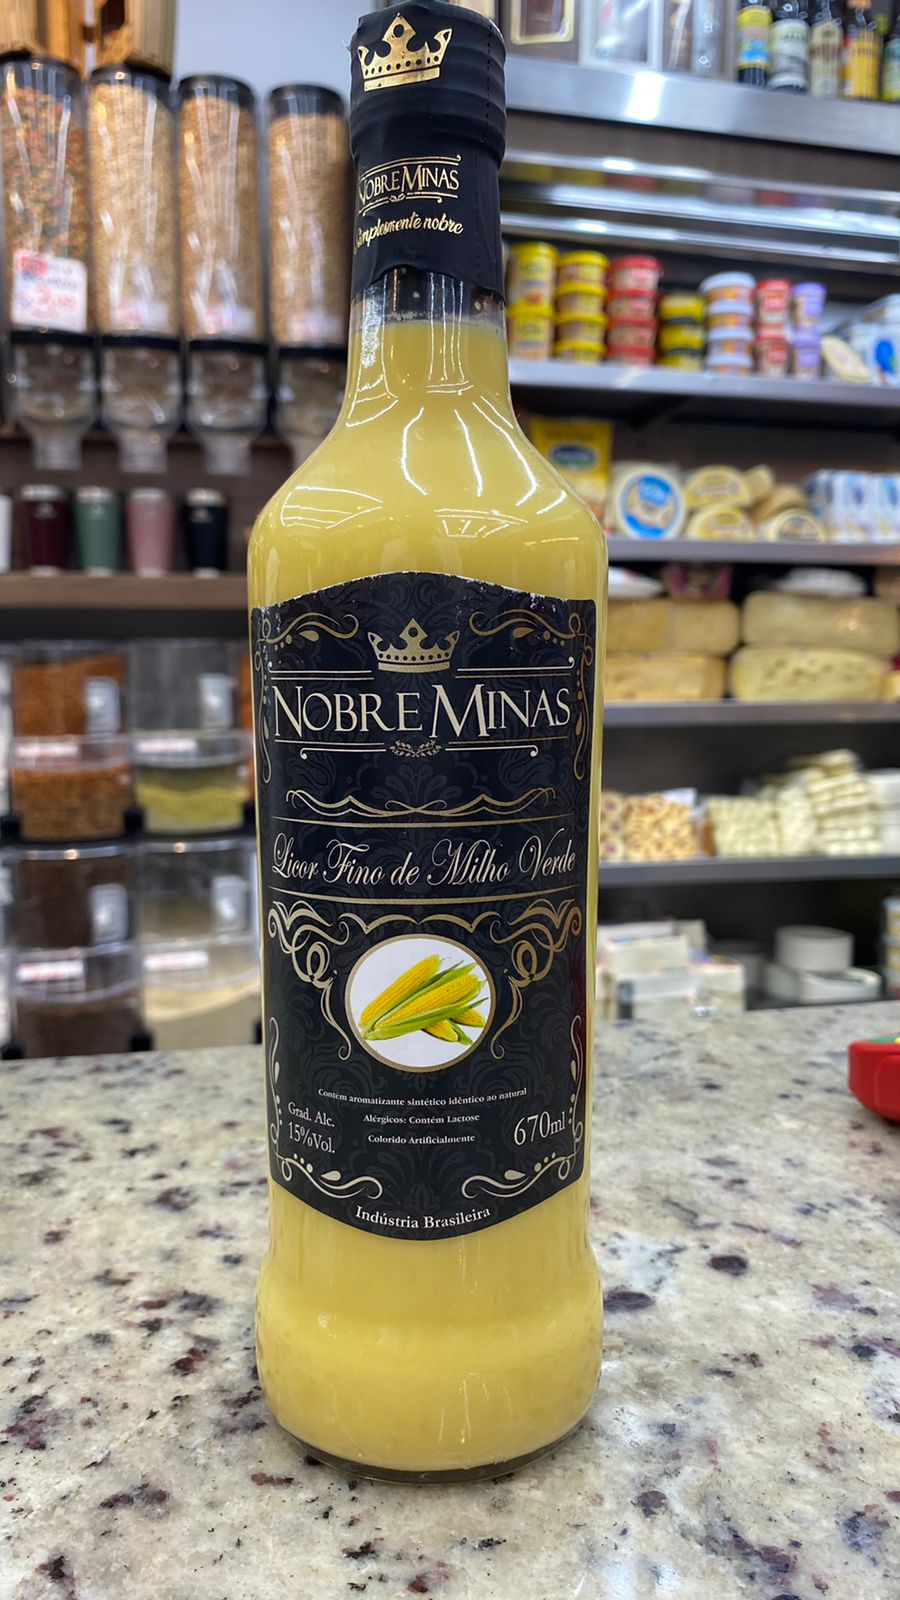 NOBRE MINAS
Simplesmente nobre
NOBRE MINAS
Licor Fino de Milho Verde
Contém aromatizante sintético idêntico ao natural
Alérgicos: Contém Lactose
Colorido Artificialmente
Grad. Alc.
15%Vol.
670ml
Indústria Brasileira